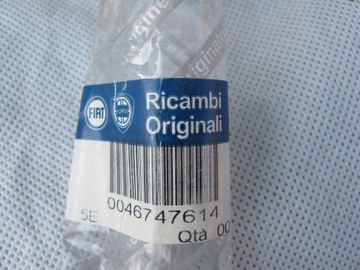 FIAT
Ricambi
Originali
0046747614
5E
Qtà 00